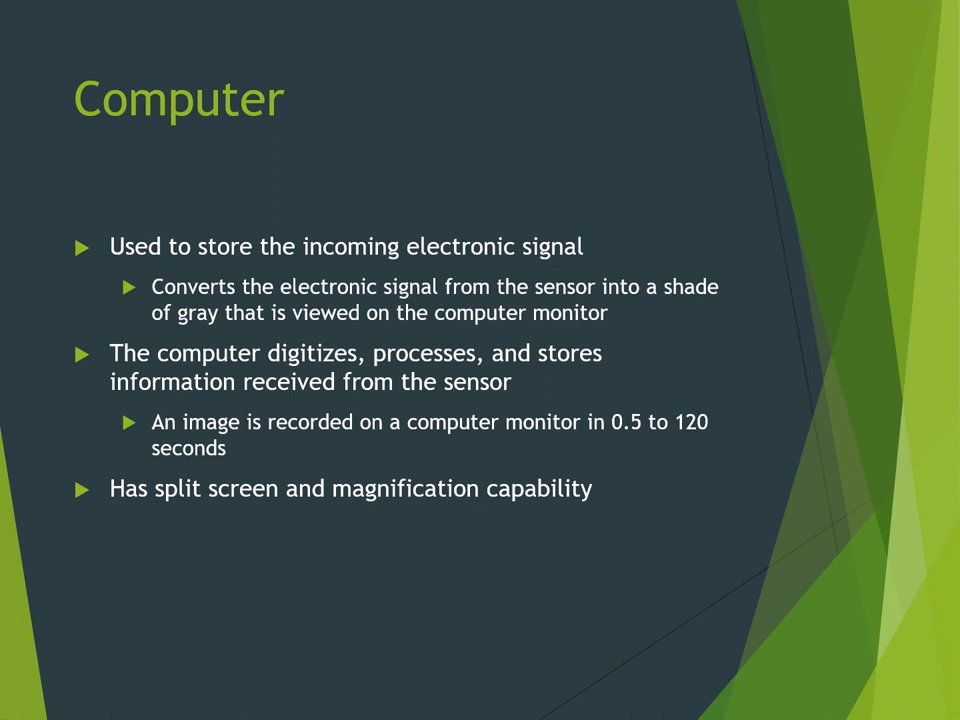 Computer
Used to store the incoming electronic signal
Converts the electronic signal from the sensor into a shade
of gray that is viewed on the computer monitor
The computer digitizes, processes, and stores
information received from the sensor
An image is recorded on a computer monitor in 0.5 to 120
seconds
Has split screen and magnification capability